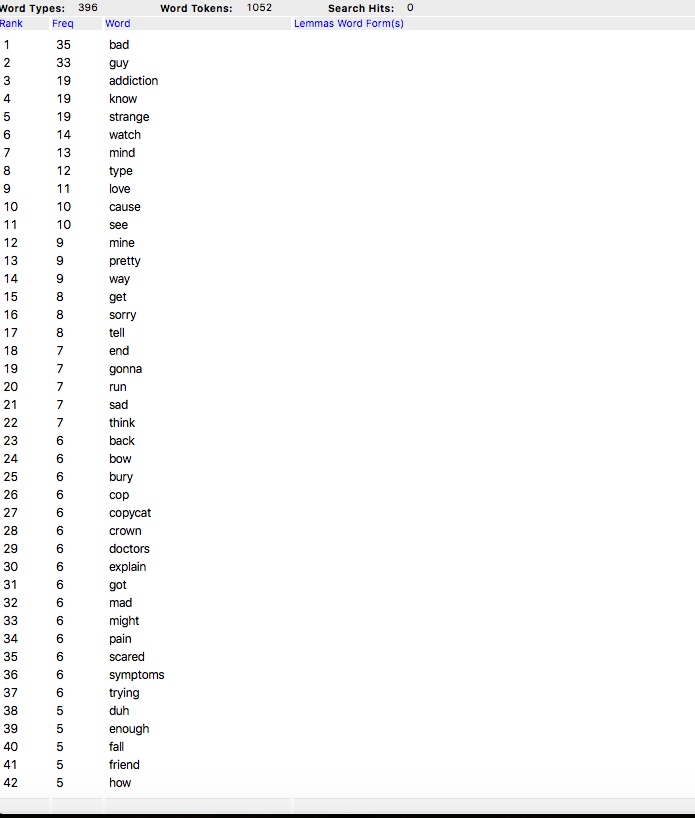 Word Types: 396 Word Tokens: 1052 Search Hits: 0
Rank Freq Word Lemmas Word Form(s)
1 35 bad
2 33 guy
3 19 addiction
4 19 know
5 19 strange
6 14 watch
7 13 mind
8 12 type
9 11 love
10 10 cause
11 10 see
12 9 mine
13 9 pretty
14 9 way
15 8 get
16 8 sorry
17 8 tell
18 7 end
19 7 gonna
20 7 run
21 7 sad
22 7 think
23 6 back
24 6 bow
25 6 bury
26 6 cop
27 6 copycat
28 6 crown
29 6 doctors
30 6 explain
31 6 got
32 6 mad
33 6 might
34 6 pain
35 6 scared
36 6 symptoms
37 6 trying
38 5 duh
39 5 enough
40 5 fall
41 5 friend
42 5 how